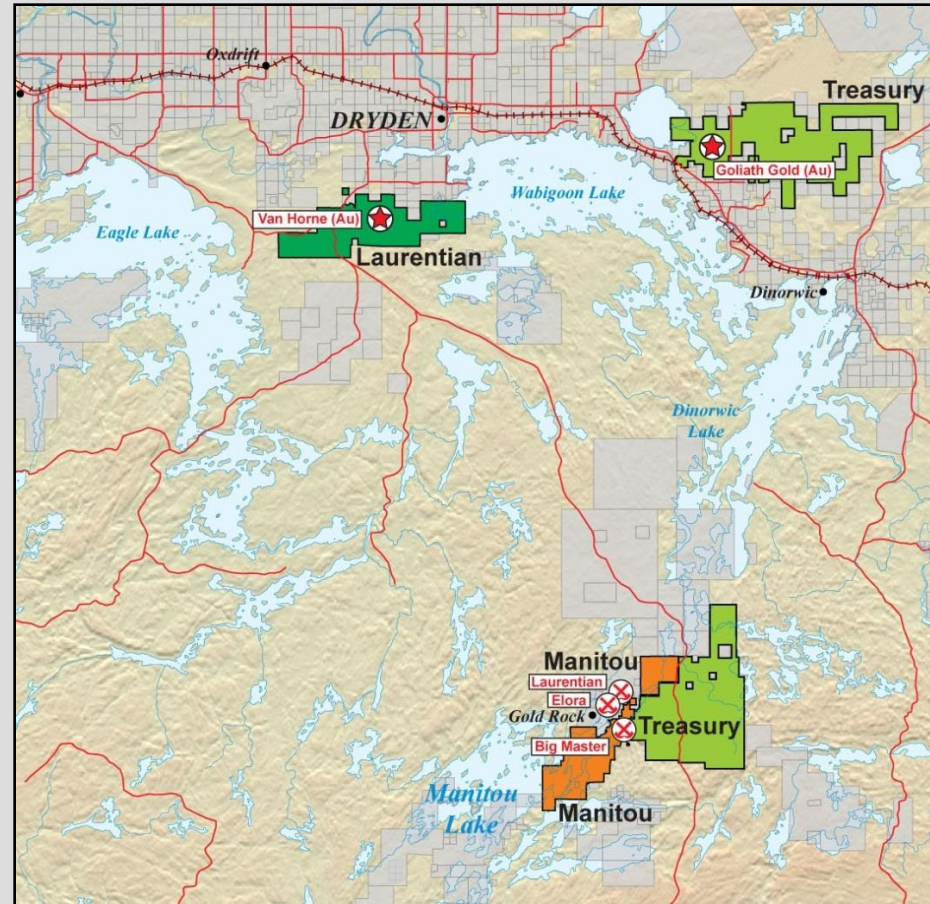 Oxdrift
DRYDEN
Treasury
Goliath Gold (Au)
Wabigoon Lake
Van Horne (Au)
Eagle Lake
Laurentian
Dinorwic
Dinorwic
Lake
Manitou
Laurentian
Elora
Gold Rock
Treasury
Big Master
Manitou
Lake
Manitou